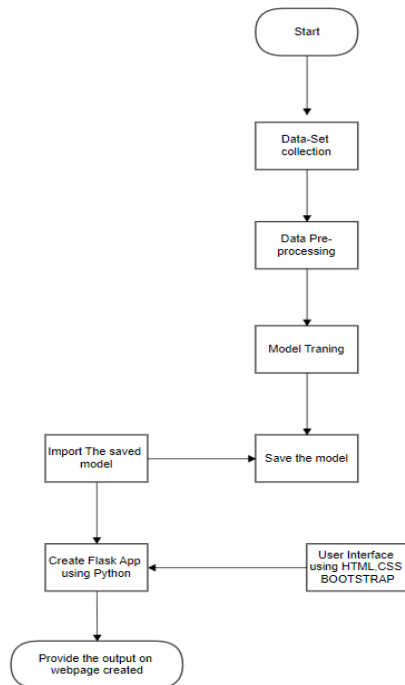 Start
Data-Set
collection
Data Pre-
processing
Model Traning
Import The saved
model
Save the model
Create Flask App
using Python
User Interface
using HTML,CSS
BOOTSTRAP
Provide the output on
webpage created